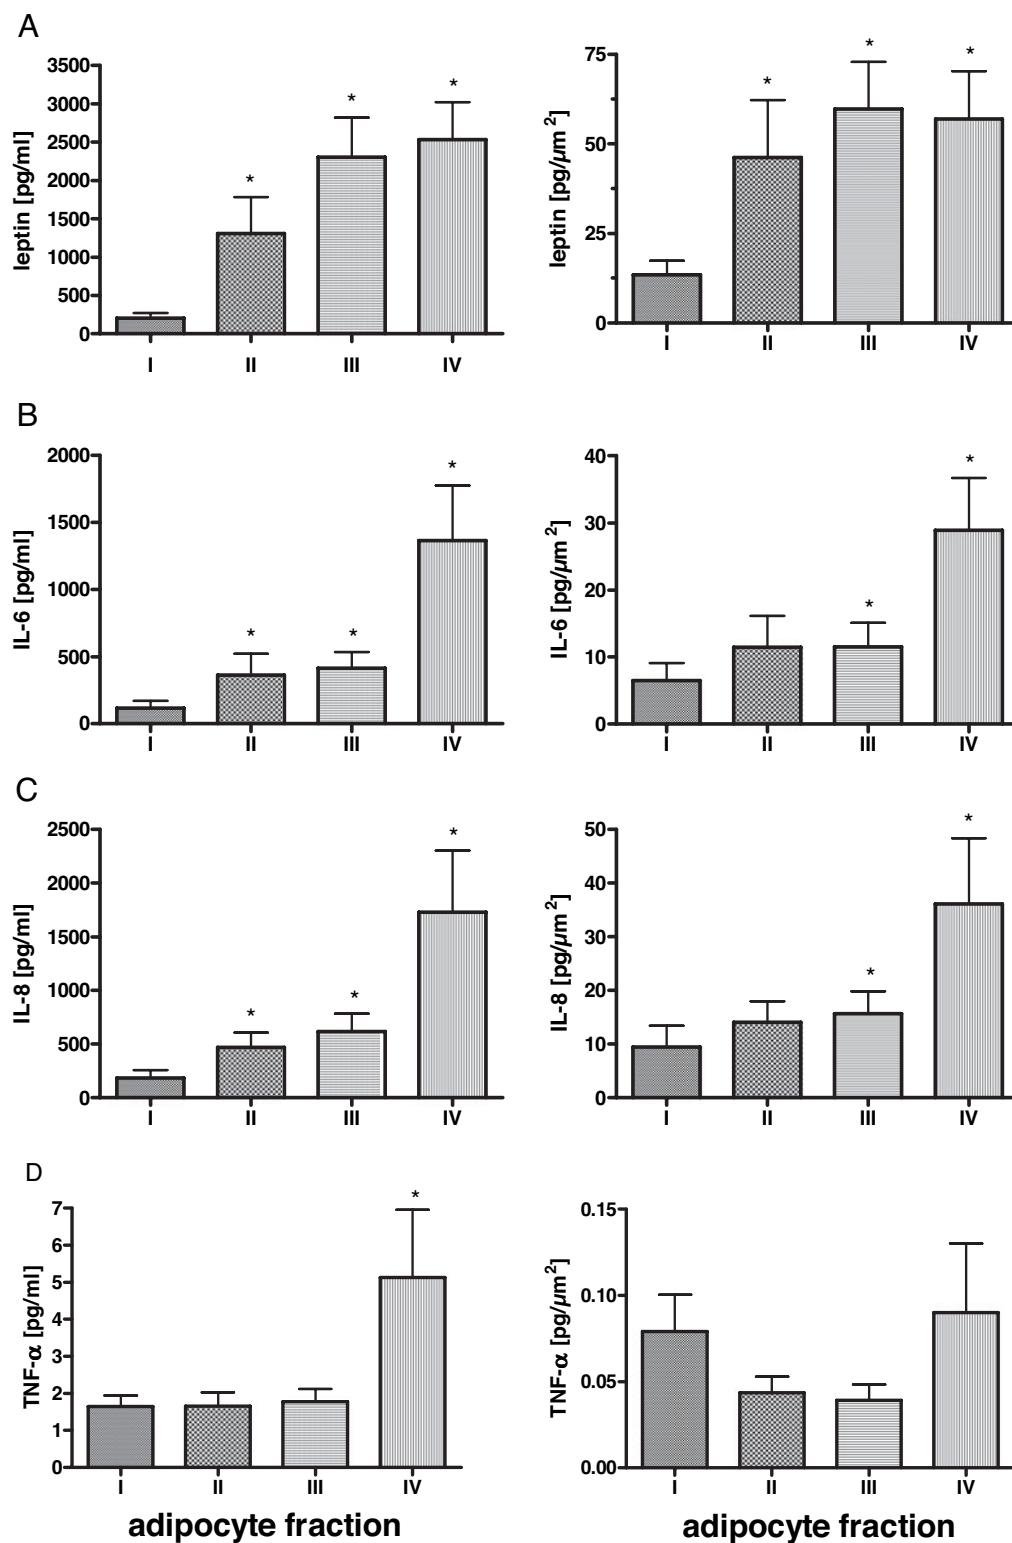 A
leptin [pg/ml]
3500
3000
2500
2000
1500
1000
500
0
* * *
I II III IV
leptin [pg/µm²]
75
50
25
0
* * *
I II III IV
B
IL-6 [pg/ml]
2000
1500
1000
500
0
* * *
I II III IV
IL-6 [pg/µm²]
40
30
20
10
0
* *
I II III IV
C
IL-8 [pg/ml]
2500
2000
1500
1000
500
0
* * *
I II III IV
IL-8 [pg/µm²]
50
40
30
20
10
0
* *
I II III IV
D
TNF-α [pg/ml]
7
6
5
4
3
2
1
0
*
I II III IV
adipocyte fraction
TNF-α [pg/µm²]
0.15
0.10
0.05
0.00
I II III IV
adipocyte fraction